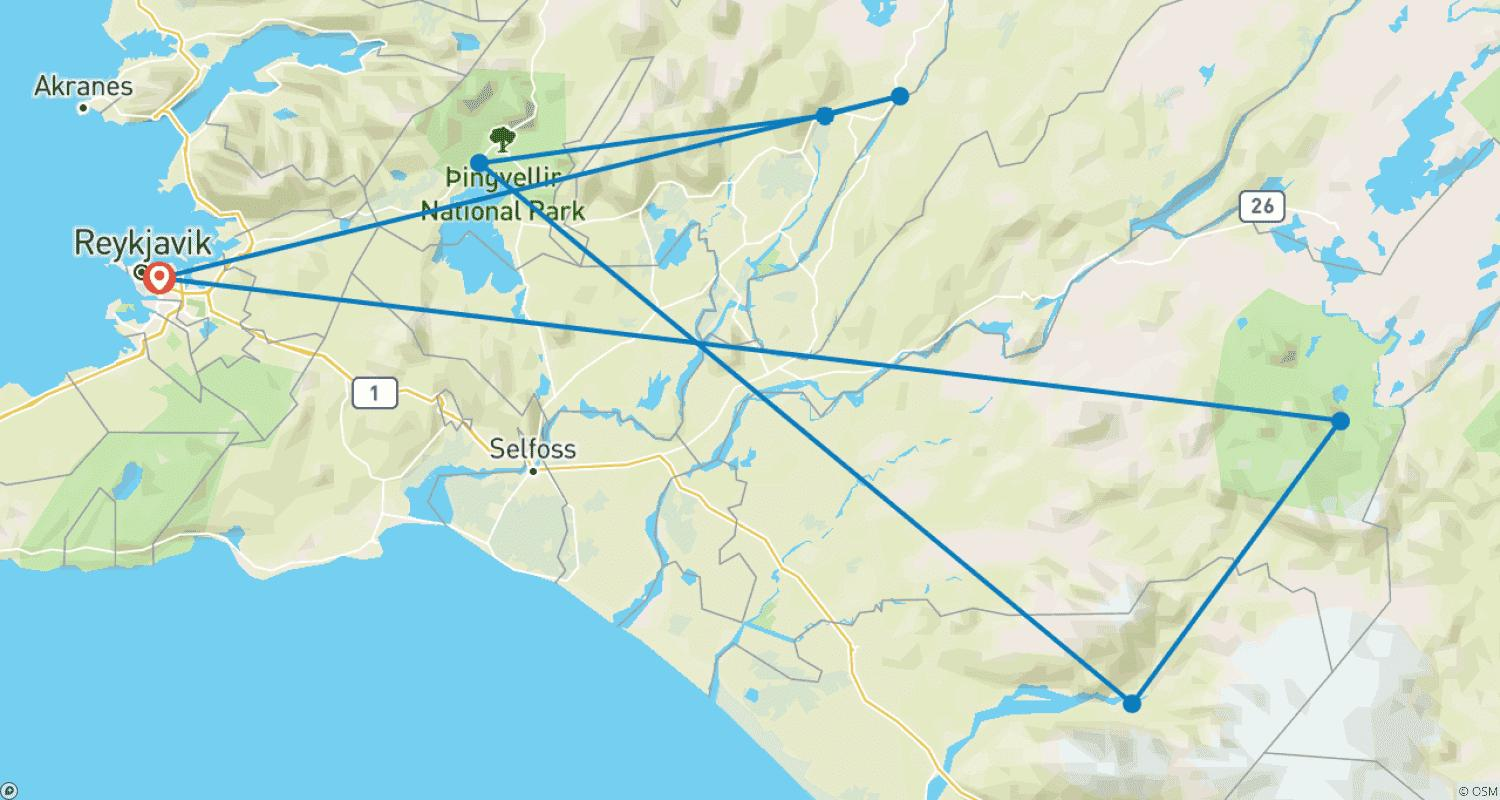 Akranes
Þingvellir
National Park
26
Reykjavik
1
Selfoss
© OSM